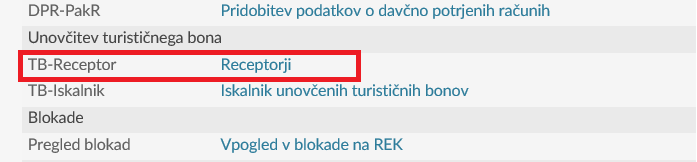 DPR-PakR Pridobitev podatkov o davčno potrjenih računih
Unovčitev turističnega bona
TB-Receptor Receptorji
TB-Iskalnik Iskalnik unovčenih turističnih bonov
Blokade
Pregled blokad Vpogled v blokade na REK